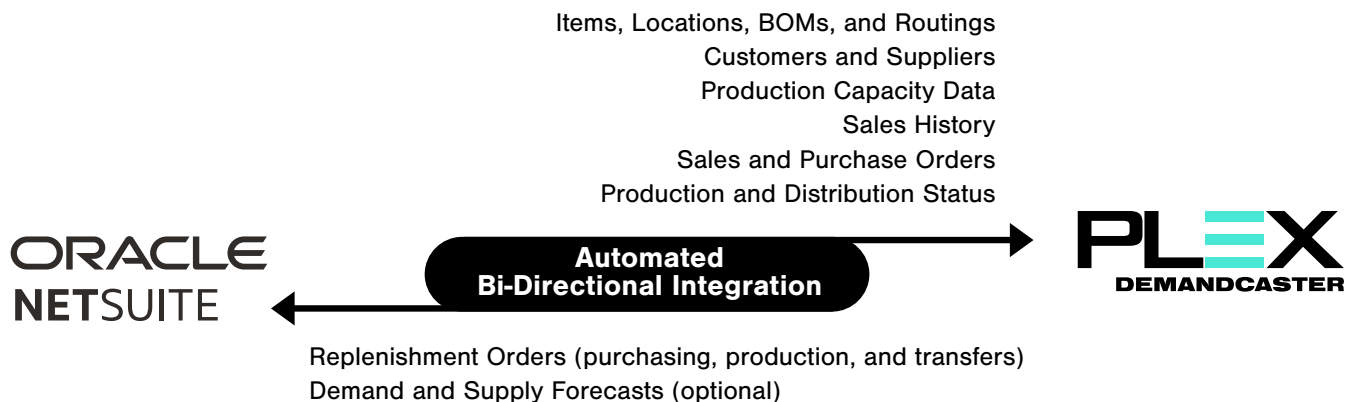 Items, Locations, BOMs, and Routings
Customers and Suppliers
Production Capacity Data
Sales History
Sales and Purchase Orders
Production and Distribution Status
ORACLE
NETSUITE
Automated
Bi-Directional Integration
PLEX
DEMANDCASTER
Replenishment Orders (purchasing, production, and transfers)
Demand and Supply Forecasts (optional)